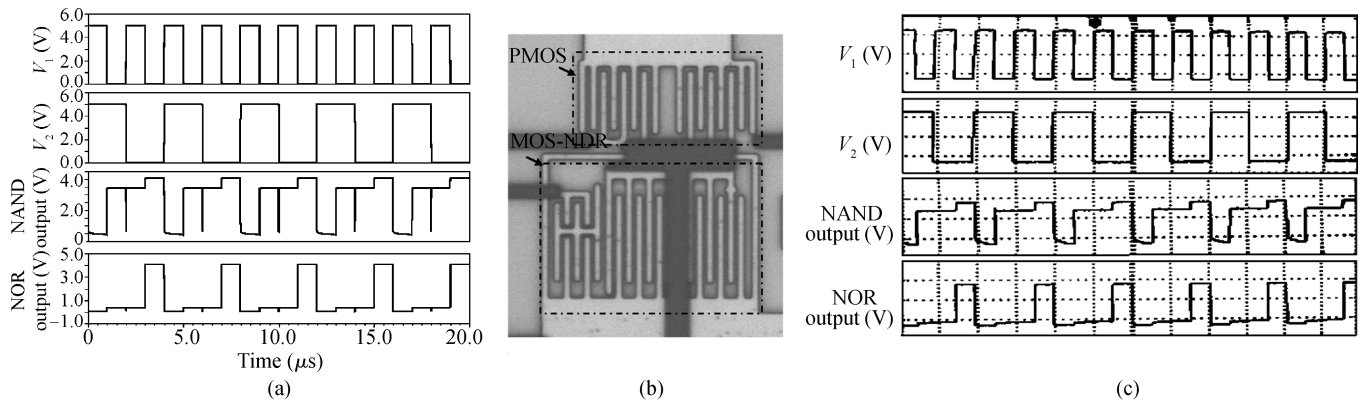 (a)
V1 (V)
6.0
4.0
2.0
0.0
V2 (V)
6.0
4.0
2.0
0.0
NAND
output (V)
4.0
2.0
0
NOR
output (V)
5.0
3.0
1.0
−1.0
0 5.0 10.0 15.0 20.0
Time (μs)
(a)
PMOS
MOS-NDR
(b)
(c)
V1 (V)
V2 (V)
NAND
output (V)
NOR
output (V)
(c)